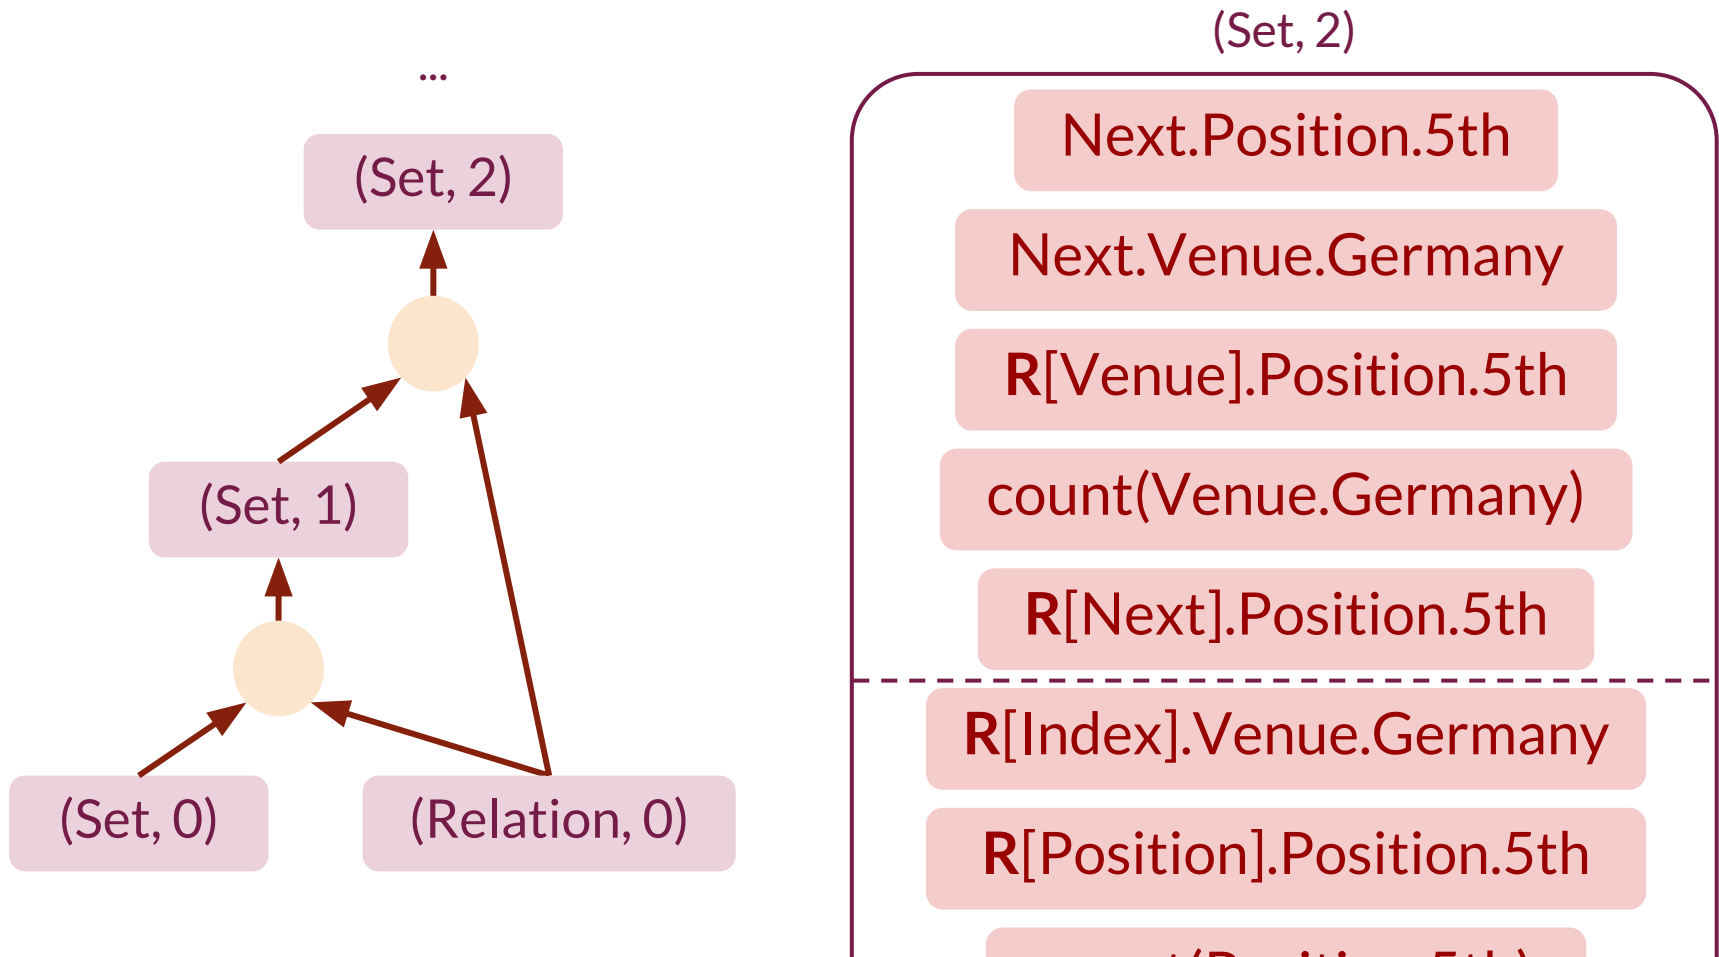 ...
(Set, 2)
(Set, 1)
(Set, 0)
(Relation, 0)
(Set, 2)
Next.Position.5th
Next.Venue.Germany
R[Venue].Position.5th
count(Venue.Germany)
R[Next].Position.5th
R[Index].Venue.Germany
R[Position].Position.5th